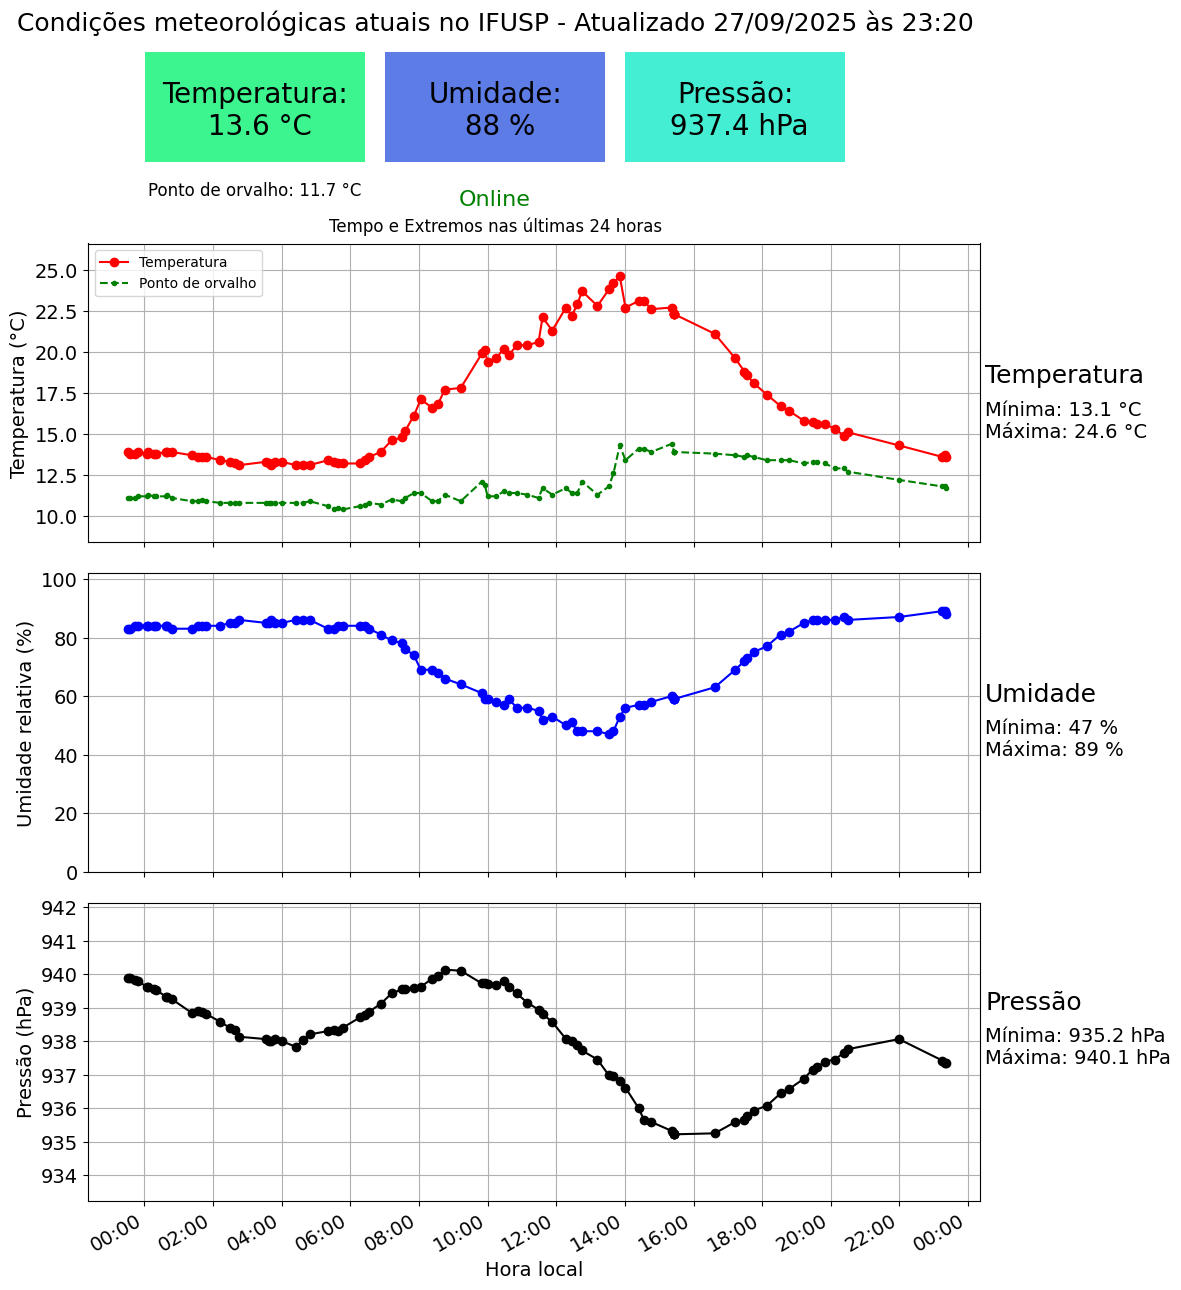 Condições meteorológicas atuais no IFUSP - Atualizado 27/09/2025 às 23:20
Temperatura:
13.6 °C
Umidade:
88 %
Pressão:
937.4 hPa
Ponto de orvalho: 11.7 °C
Online
Tempo e Extremos nas últimas 24 horas
Temperatura
Ponto de orvalho
Temperatura (°C)
25.0
22.5
20.0
17.5
15.0
12.5
10.0
Temperatura
Mínima: 13.1 °C
Máxima: 24.6 °C
Umidade relativa (%)
100
80
60
40
20
0
Umidade
Mínima: 47 %
Máxima: 89 %
Pressão (hPa)
942
941
940
939
938
937
936
935
934
Pressão
Mínima: 935.2 hPa
Máxima: 940.1 hPa
00:00 02:00 04:00 06:00 08:00 10:00 12:00 14:00 16:00 18:00 20:00 22:00 00:00
Hora local